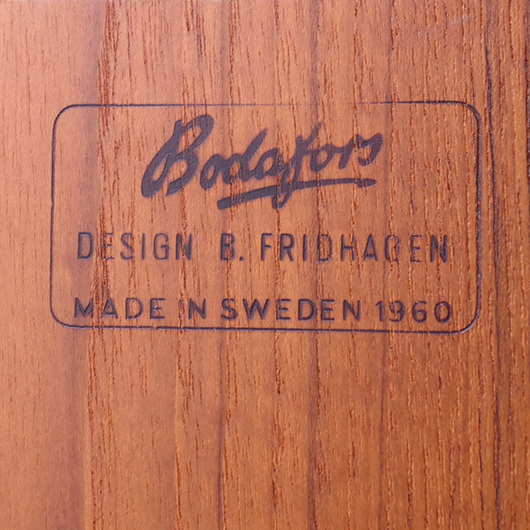 Bodafors
DESIGN B. FRIDHAGEN
MADE IN SWEDEN 1960